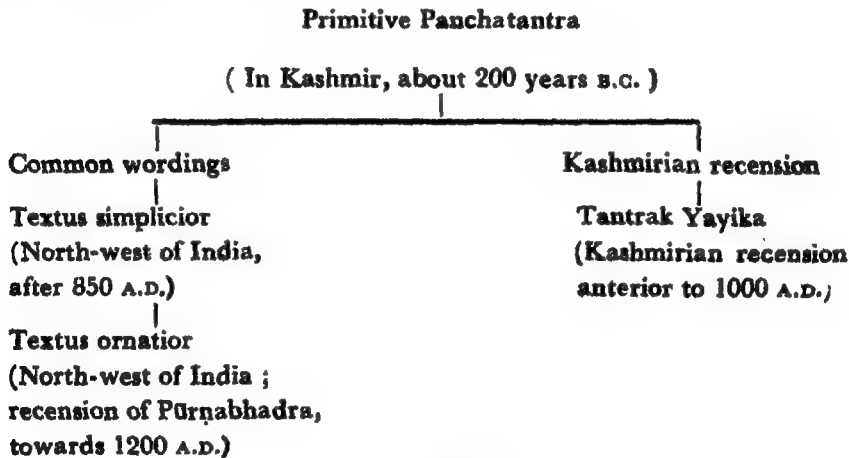 Primitive Panchatantra
( In Kashmir, about 200 years B.C. )
Common wordings
Textus simplicior
(North-west of India,
after 850 A.D.)
Textus ornatior
(North-west of India ;
recension of Pūrṇabhadra,
towards 1200 A.D.)
Kashmirian recension
Tantrak Yayika
(Kashmirian recension
anterior to 1000 A.D.;